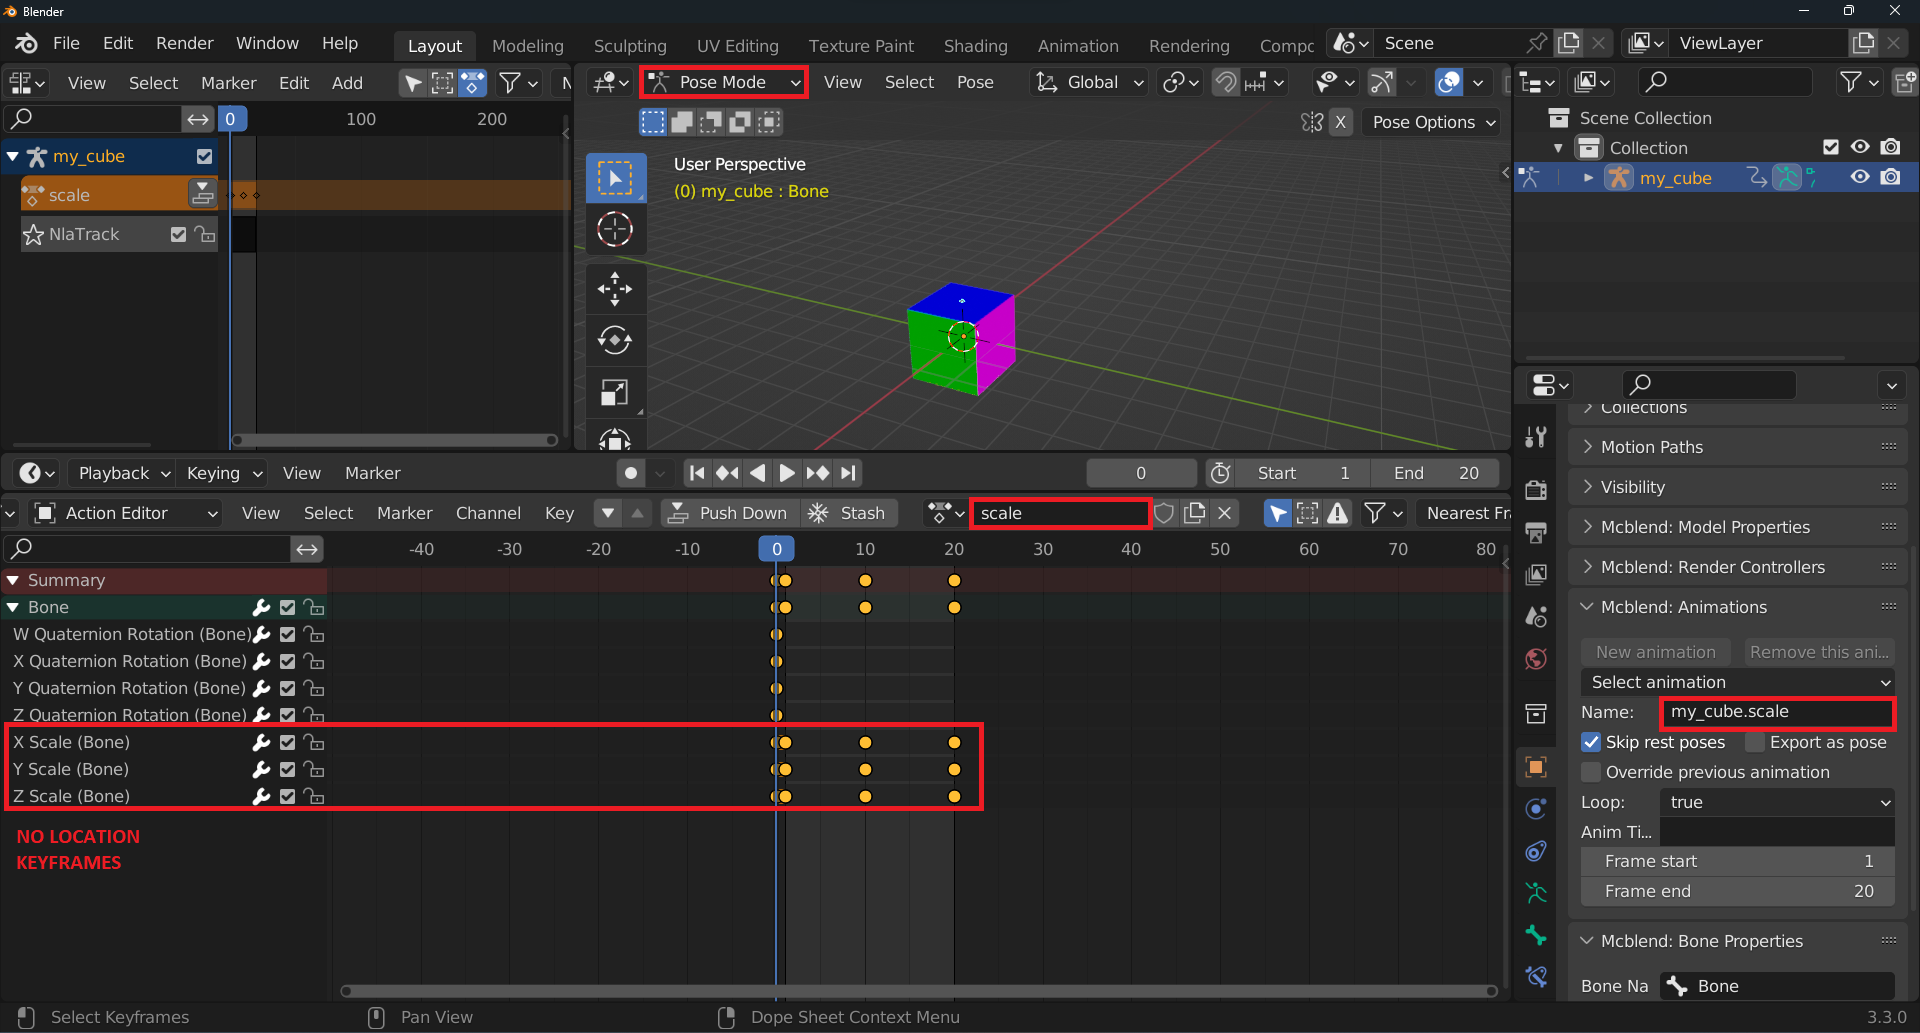 Blender
File Edit Render Window Help Layout Modeling Sculpting UV Editing Texture Paint Shading Animation Rendering Compc Scene ViewLayer
View Select Marker Edit Add N Pose Mode View Select Pose Global
0 100 200
X Pose Options
my_cube
scale
NlaTrack
User Perspective
(0) my_cube : Bone
Scene Collection
Collection
my_cube
Playback Keying View Marker 0 Start 1 End 20
Action Editor View Select Marker Channel Key Push Down Stash scale Nearest Fr
-40 -30 -20 -10 0 10 20 30 40 50 60 70 80
Summary
Bone
W Quaternion Rotation (Bone)
X Quaternion Rotation (Bone)
Y Quaternion Rotation (Bone)
Z Quaternion Rotation (Bone)
X Scale (Bone)
Y Scale (Bone)
Z Scale (Bone)
NO LOCATION
KEYFRAMES
Collections
Motion Paths
Visibility
Mcblend: Model Properties
Mcblend: Render Controllers
Mcblend: Animations
New animation Remove this ani...
Select animation
Name: my_cube.scale
Skip rest poses Export as pose
Override previous animation
Loop: true
Anim Ti...
Frame start 1
Frame end 20
Mcblend: Bone Properties
Bone Na Bone
Select Keyframes Pan View Dope Sheet Context Menu 3.3.0